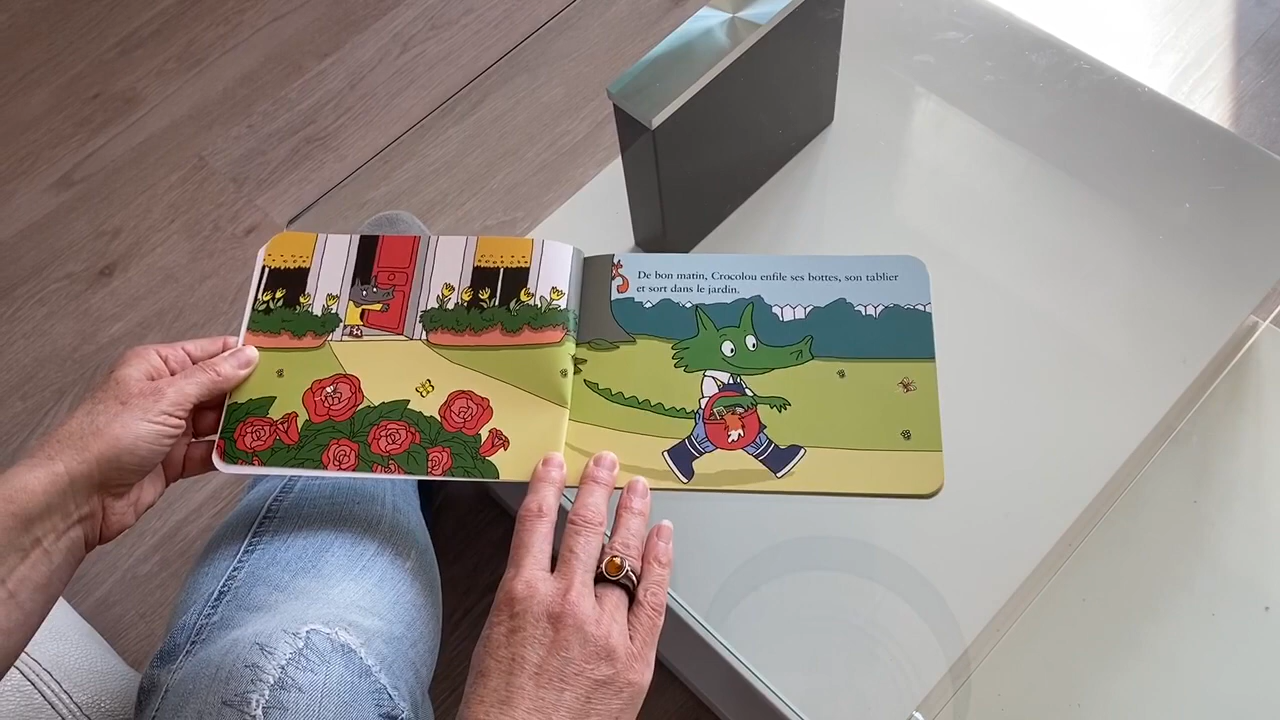 De bon matin, Crocolou enfile ses bottes, son tablier
et sort dans le jardin.